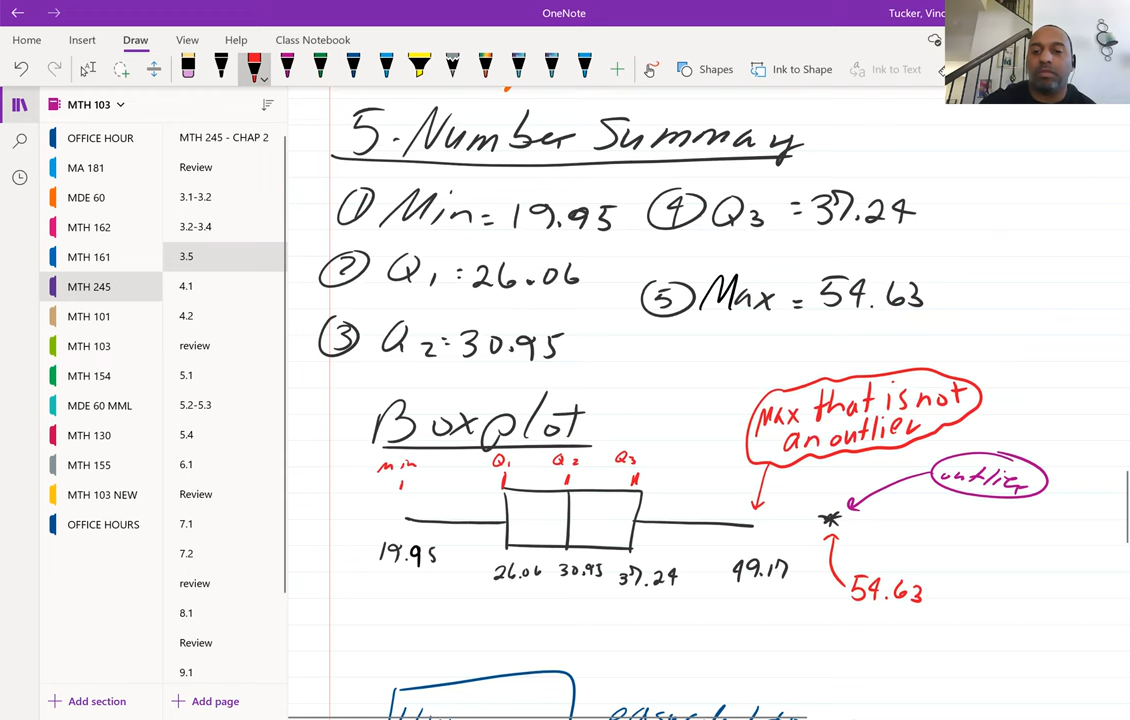 OneNote
Tucker, Vinc
Home
Insert
Draw
View
Help
Class Notebook
Shapes
Ink to Shape
Ink to Text
MTH 103
OFFICE HOUR
MA 181
MDE 60
MTH 162
MTH 161
MTH 245
MTH 101
MTH 103
MTH 154
MDE 60 MML
MTH 130
MTH 155
MTH 103 NEW
OFFICE HOURS
Add section
MTH 245 - CHAP 2
Review
3.1-3.2
3.2-3.4
3.5
4.1
4.2
review
5.1
5.2-5.3
5.4
6.1
Review
7.1
7.2
review
8.1
Review
9.1
Add page
5.Number Summary
① Min = 19.95
② Q1 : 26.06
③ Q2 : 30.95
④ Q3 = 37.24
⑤ Max = 54.63
Boxplot
Max that is not
an outlier
outlier
Min Q1 Q2 Q3
*
19.95 26.06 30.95 37.24 49.17
54.63